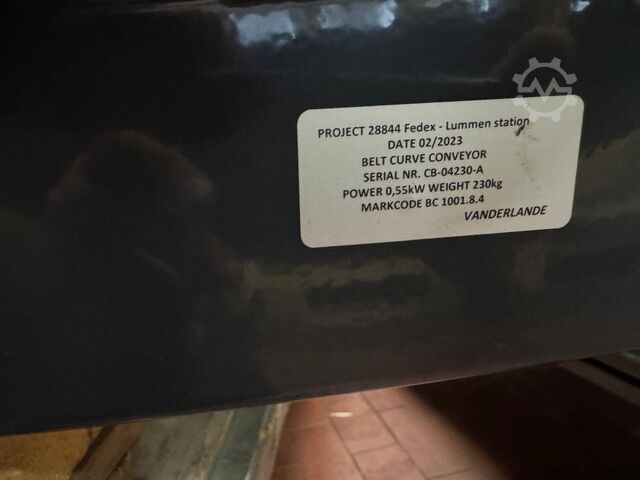 PROJECT 28844 Fedex - Lummen station
DATE 02/2023
BELT CURVE CONVEYOR
SERIAL NR. CB-04230-A
POWER 0,55kW WEIGHT 230kg
MARKCODE BC 1001.8.4
VANDERLANDE